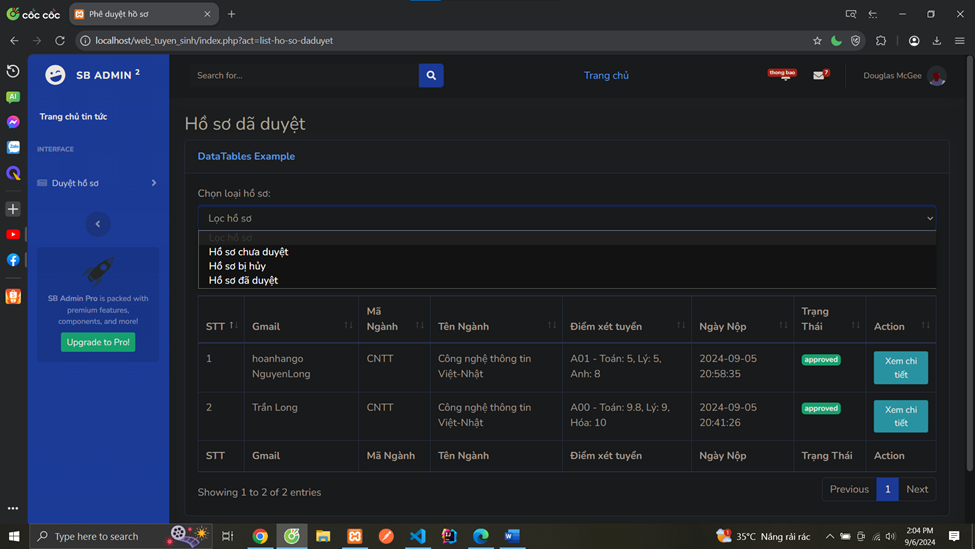 cốc cốc
Phê duyệt hồ sơ
localhost/web_tuyen_sinh/index.php?act=list-ho-so-daduyet
SB ADMIN 2
Search for...
Trang chủ
thong bao
7
Douglas McGee
Trang chủ tin tức
INTERFACE
Duyệt hồ sơ
SB Admin Pro is packed with
premium features,
components, and more!
Upgrade to Pro!
Hồ sơ đã duyệt
DataTables Example
Chọn loại hồ sơ:
Lọc hồ sơ
Lọc hồ sơ
Hồ sơ chưa duyệt
Hồ sơ bị hủy
Hồ sơ đã duyệt
STT Gmail Mã Ngành Tên Ngành Điểm xét tuyển Ngày Nộp Trạng Thái Action
1 hoanhango CNTT Công nghệ thông tin A01 - Toán: 5, Lý: 5, 2024-09-05 approved Xem chi
NguyenLong Việt-Nhật Anh: 8 20:58:35 tiết
2 Trần Long CNTT Công nghệ thông tin A00 - Toán: 9.8, Lý: 9, 2024-09-05 approved Xem chi
Việt-Nhật Hóa: 10 20:41:26 tiết
STT Gmail Mã Ngành Tên Ngành Điểm xét tuyển Ngày Nộp Trạng Thái Action
Showing 1 to 2 of 2 entries
Previous 1 Next
Type here to search
35°C Nắng rải rác
2:04 PM
9/6/2024